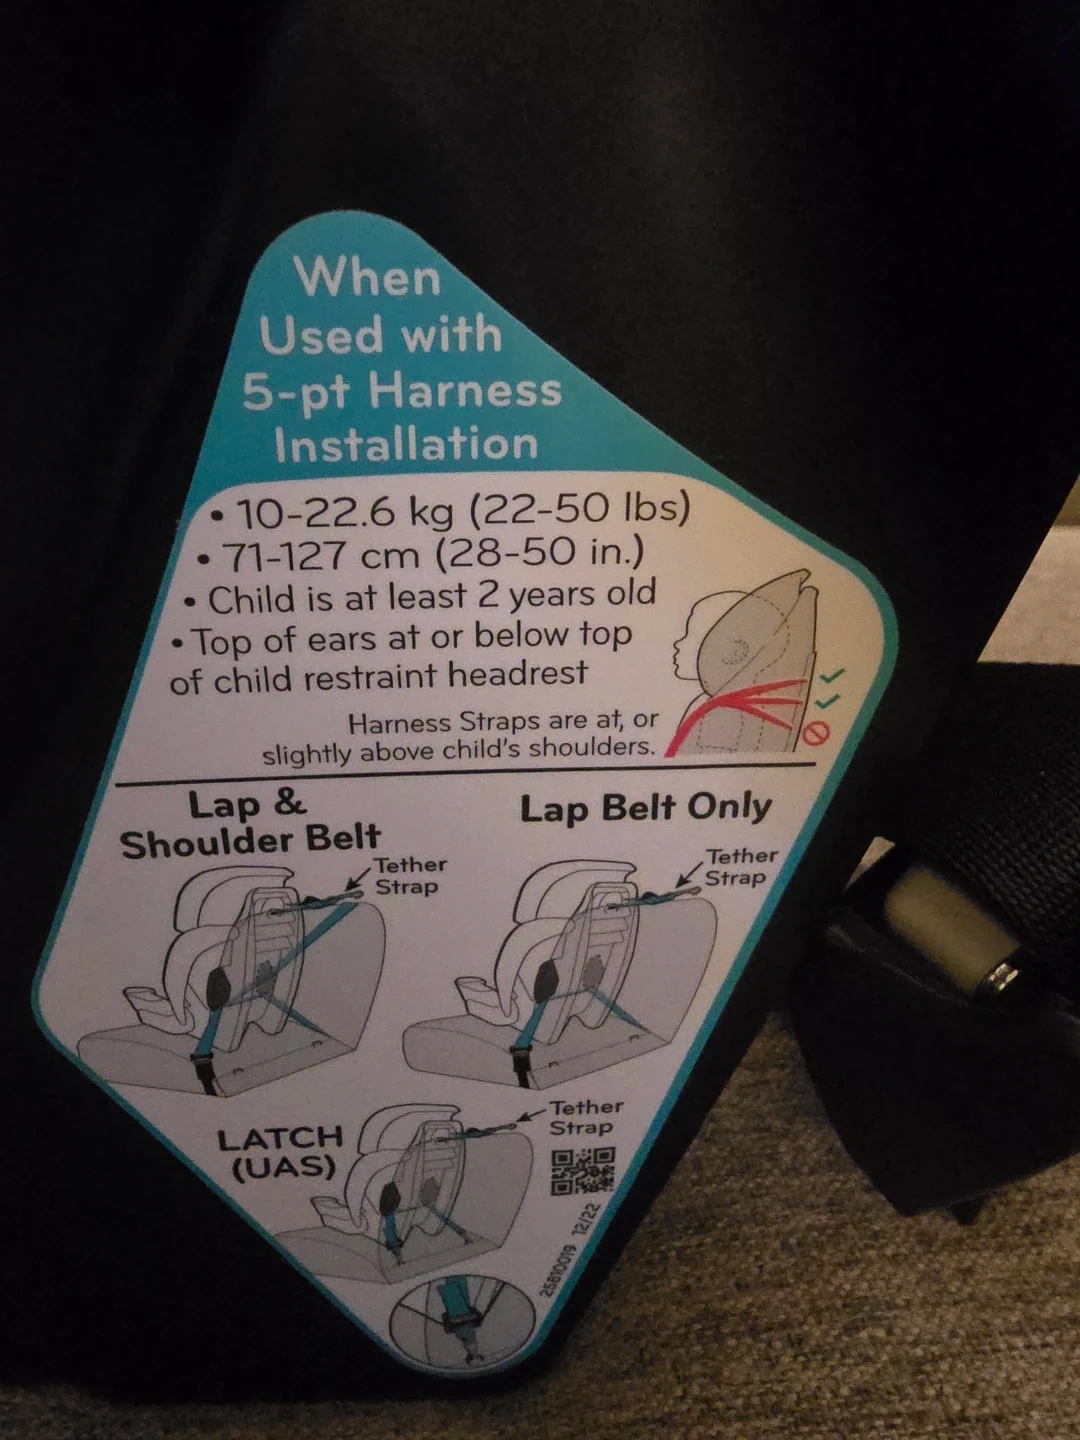 When
Used with
5-pt Harness
Installation
• 10-22.6 kg (22-50 lbs)
• 71-127 cm (28-50 in.)
• Child is at least 2 years old
• Top of ears at or below top
of child restraint headrest
Harness Straps are at, or
slightly above child's shoulders.
Lap &
Shoulder Belt
Tether
Strap
Lap Belt Only
Tether
Strap
LATCH
(UAS)
Tether
Strap
25810019 12/22